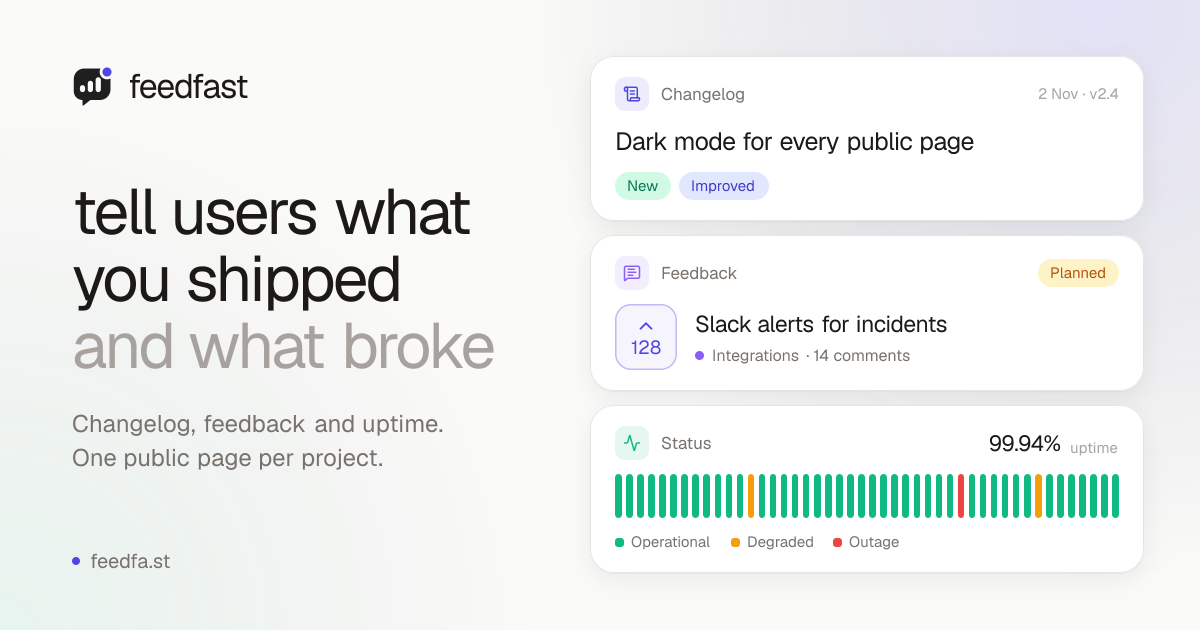 feedfast
tell users what
you shipped
and what broke
Changelog, feedback and uptime.
One public page per project.
feedfa.st
Changelog
2 Nov · v2.4
Dark mode for every public page
New
Improved
Feedback
Planned
128
Slack alerts for incidents
Integrations · 14 comments
Status
99.94% uptime
Operational
Degraded
Outage